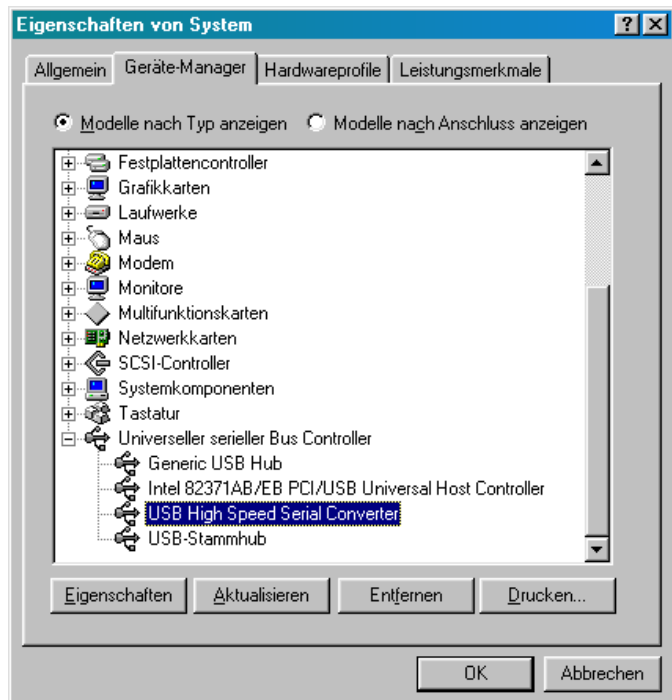 Eigenschaften von System
Allgemein Geräte-Manager Hardwareprofile Leistungsmerkmale
Modelle nach Typ anzeigen Modelle nach Anschluss anzeigen
Festplattencontroller
Grafikkarten
Laufwerke
Maus
Modem
Monitore
Multifunktionskarten
Netzwerkkarten
SCSI-Controller
Systemkomponenten
Tastatur
Universeller serieller Bus Controller
Generic USB Hub
Intel 82371AB/EB PCI/USB Universal Host Controller
USB High Speed Serial Converter
USB-Stammhub
Eigenschaften Aktualisieren Entfernen Drucken...
OK Abbrechen